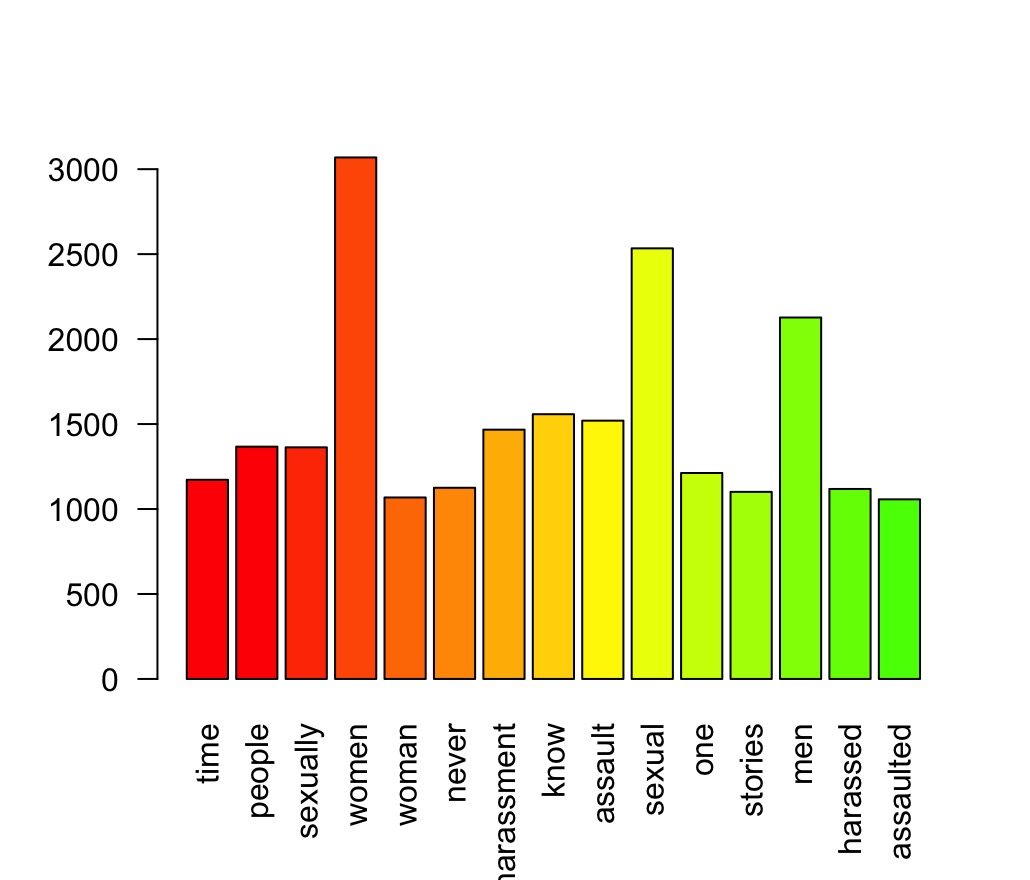 3000
2500
2000
1500
1000
500
0
time
people
sexually
women
woman
never
harassment
know
assault
sexual
one
stories
men
harassed
assaulted